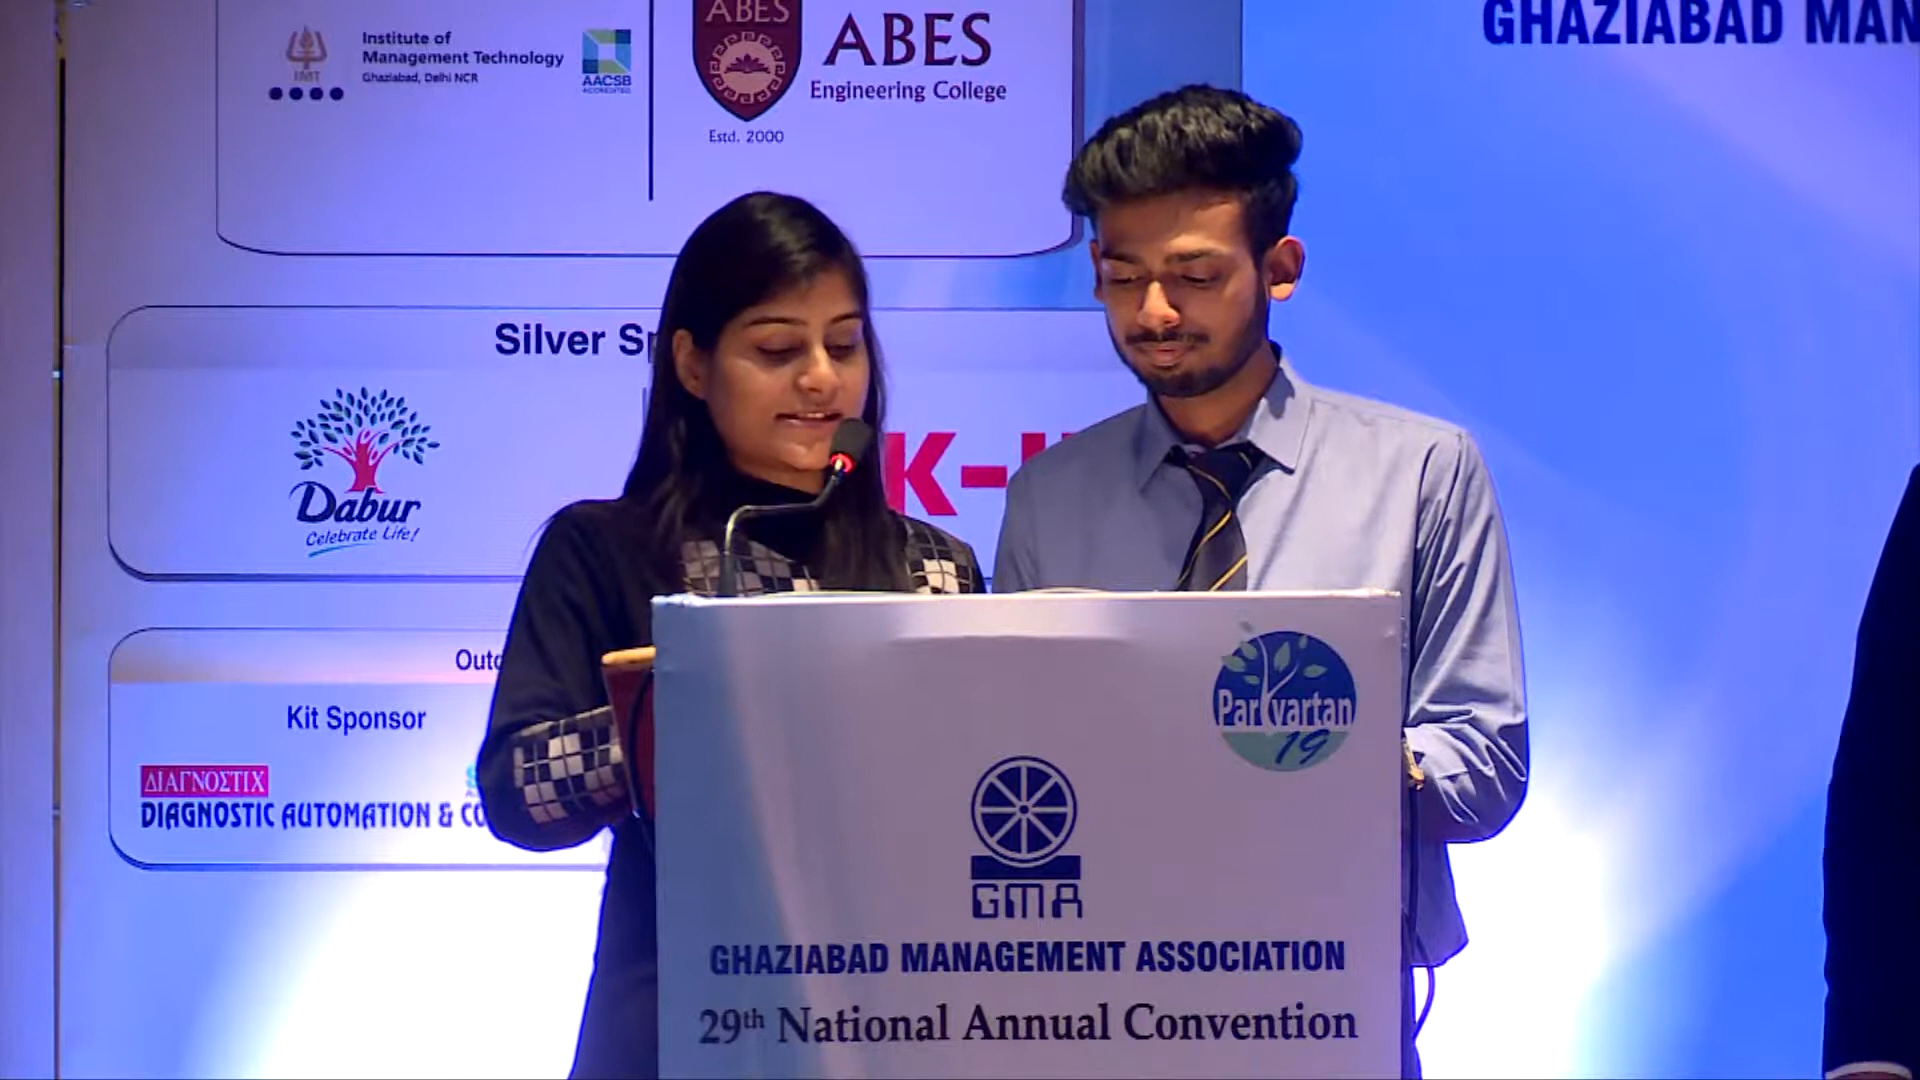 IMT
Institute of
Management Technology
Ghaziabad, Delhi NCR
AACSB
ACCREDITED
ABES
Estd. 2000
ABES
Engineering College
GHAZIABAD MAN
Silver Sp
Dabur
Celebrate Life!
K-
Outd
Kit Sponsor
ΔΙΑΓΝΟΣΤΙΧ
DIAGNOSTIC AUTOMATION & CO
Parivartan
19
GMA
GHAZIABAD MANAGEMENT ASSOCIATION
29th National Annual Convention